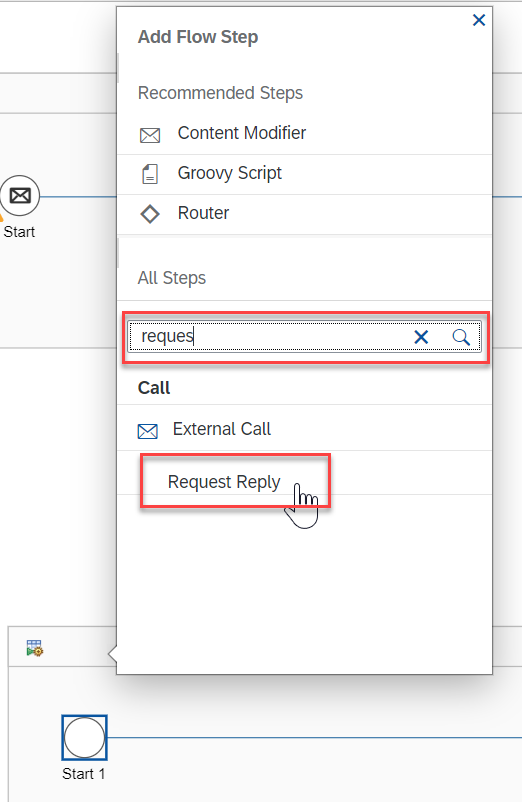 Add Flow Step
Recommended Steps
Content Modifier
Groovy Script
Router
Start
All Steps
reques
Call
External Call
Request Reply
Start 1